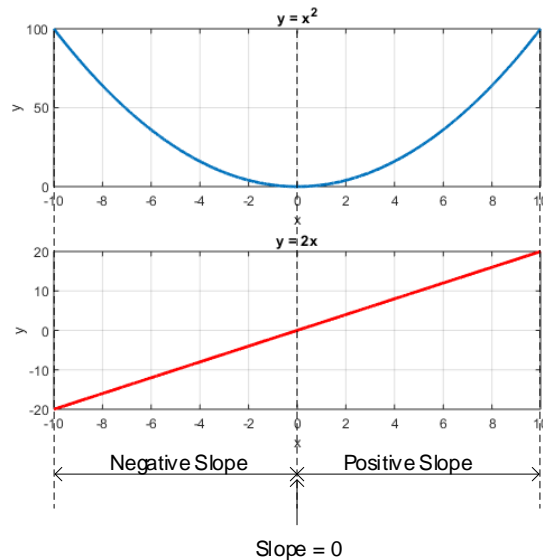 y = x²
100
50
0
y
-10 -8 -6 -4 -2 0 2 4 6 8 10
x
y = 2x
20
10
0
-10
-20
y
-10 -8 -6 -4 -2 0 2 4 6 8 10
x
Negative Slope Positive Slope
Slope = 0